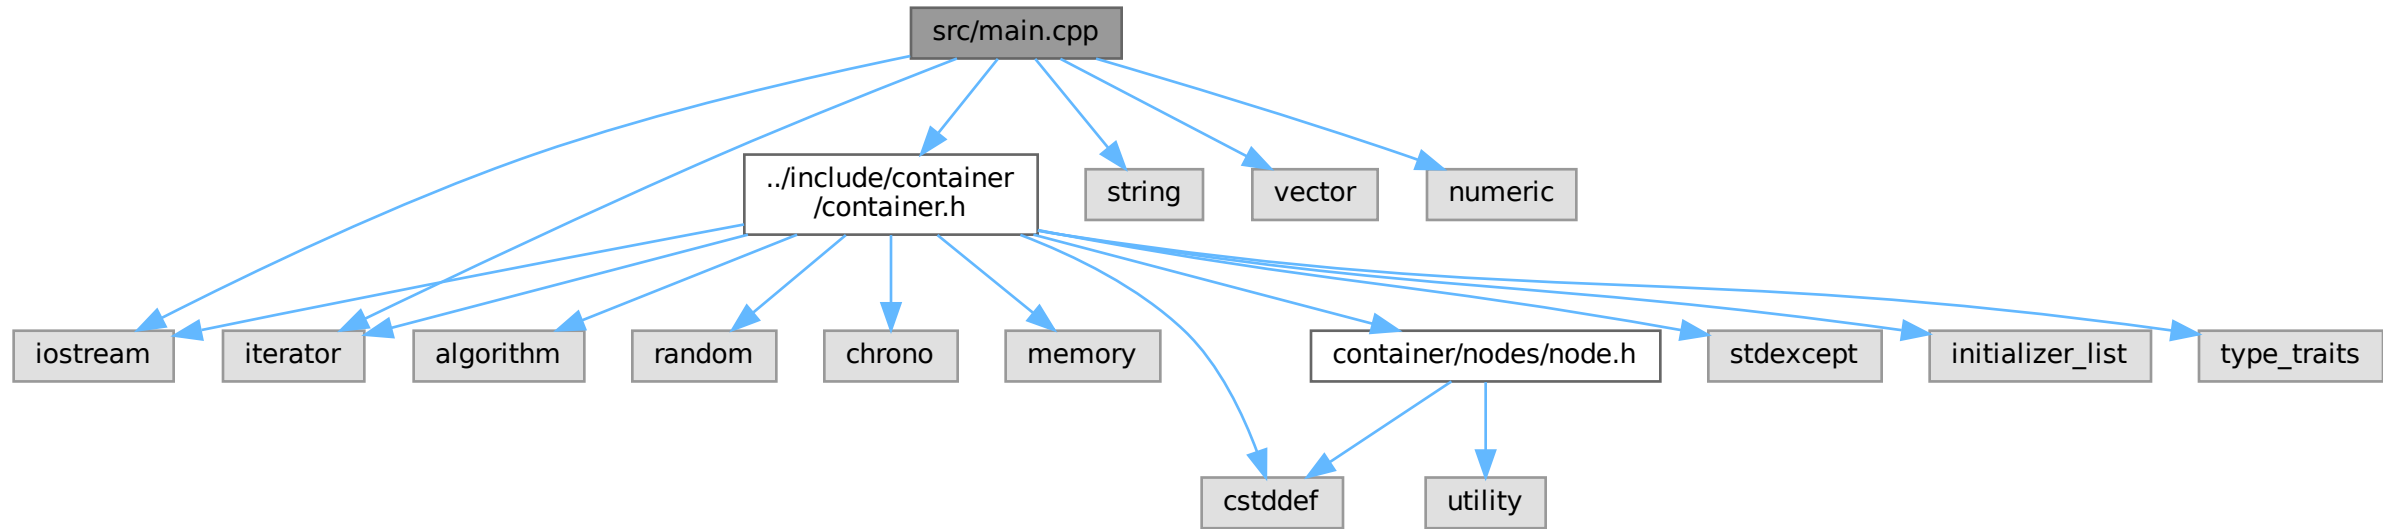 src/main.cpp
../include/container
/container.h
string
vector
numeric
iostream
iterator
algorithm
random
chrono
memory
container/nodes/node.h
stdexcept
initializer_list
type_traits
cstddef
utility